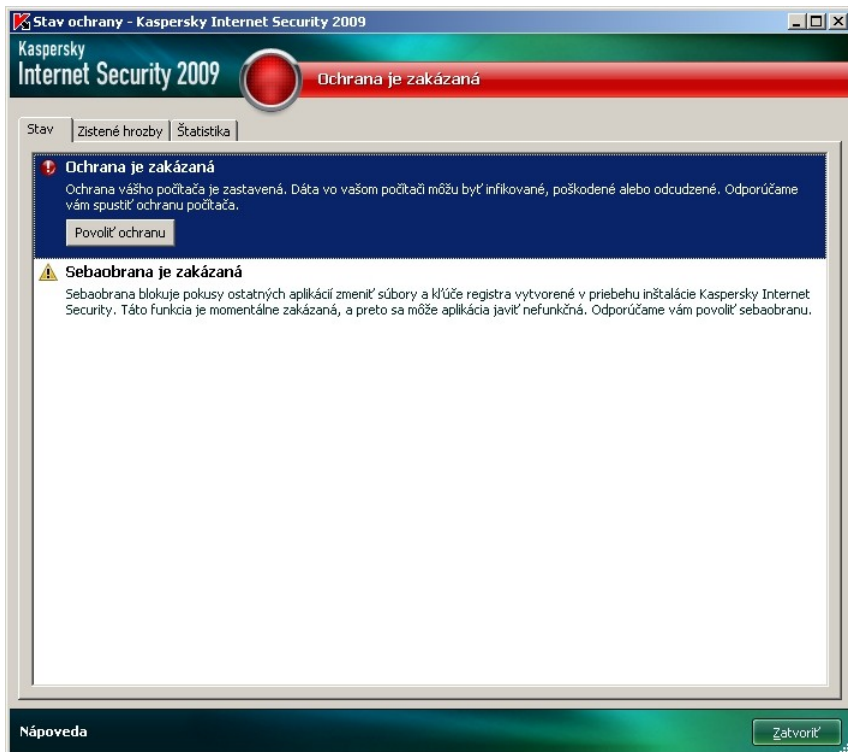 Stav ochrany - Kaspersky Internet Security 2009
Kaspersky
Internet Security 2009
Ochrana je zakázaná
Stav
Zistené hrozby
Štatistika
Ochrana je zakázaná
Ochrana vášho počítača je zastavená. Dáta vo vašom počítači môžu byť infikované, poškodené alebo odcudzené. Odporúčame
vám spustiť ochranu počítača.
Povoliť ochranu
Sebaobrana je zakázaná
Sebaobrana blokuje pokusy ostatných aplikácií zmeniť súbory a kľúče registra vytvorené v priebehu inštalácie Kaspersky Internet
Security. Táto funkcia je momentálne zakázaná, a preto sa môže aplikácia javiť nefunkčná. Odporúčame vám povoliť sebaobranu.
Nápoveda
Zatvoriť